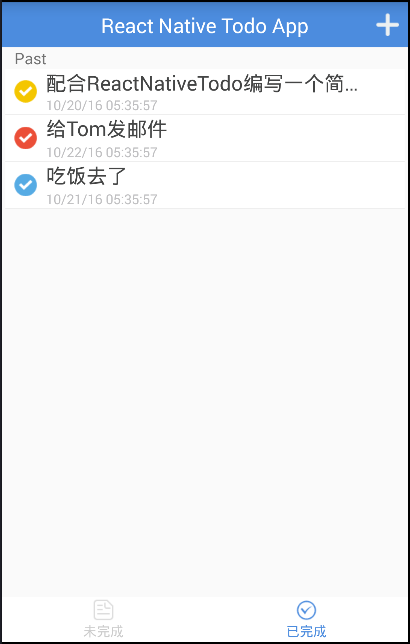 React Native Todo App
Past
配合ReactNativeTodo编写一个简...
10/20/16 05:35:57
给Tom发邮件
10/22/16 05:35:57
吃饭去了
10/21/16 05:35:57
未完成
已完成